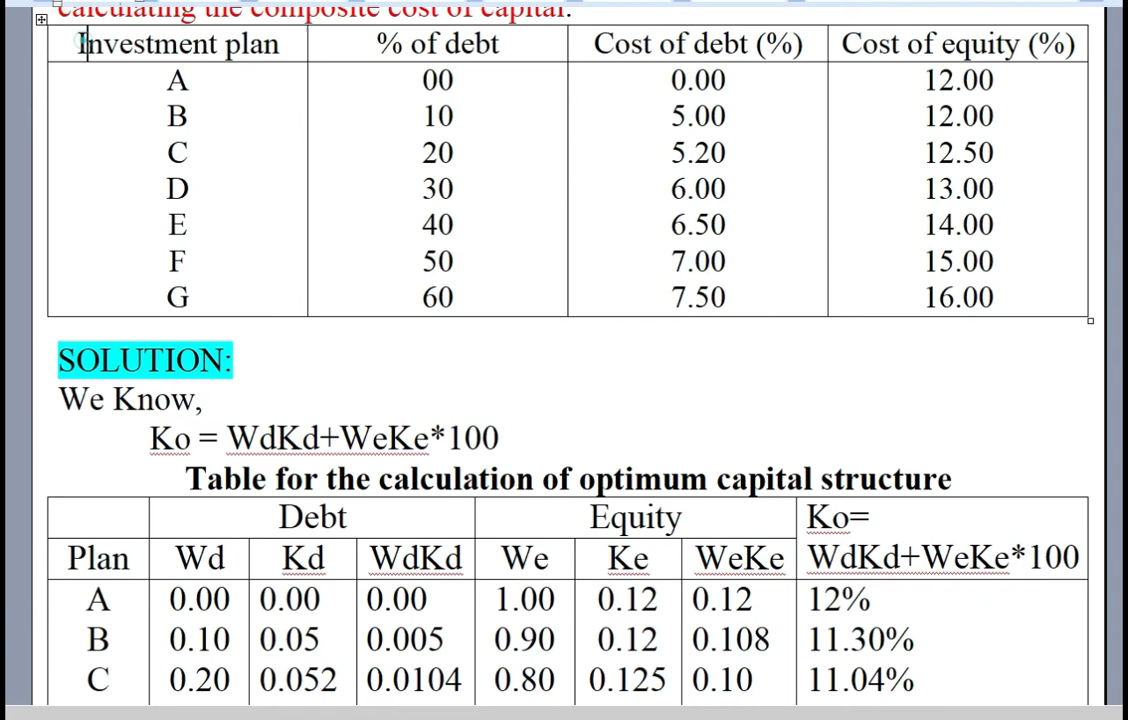 calculating the composite cost of capital.
Investment plan % of debt Cost of debt (%) Cost of equity (%)
A 00 0.00 12.00
B 10 5.00 12.00
C 20 5.20 12.50
D 30 6.00 13.00
E 40 6.50 14.00
F 50 7.00 15.00
G 60 7.50 16.00
SOLUTION:
We Know,
Ko = WdKd+WeKe*100
Table for the calculation of optimum capital structure
Debt Equity Ko=
Plan Wd Kd WdKd We Ke WeKe WdKd+WeKe*100
A 0.00 0.00 0.00 1.00 0.12 0.12 12%
B 0.10 0.05 0.005 0.90 0.12 0.108 11.30%
C 0.20 0.052 0.0104 0.80 0.125 0.10 11.04%